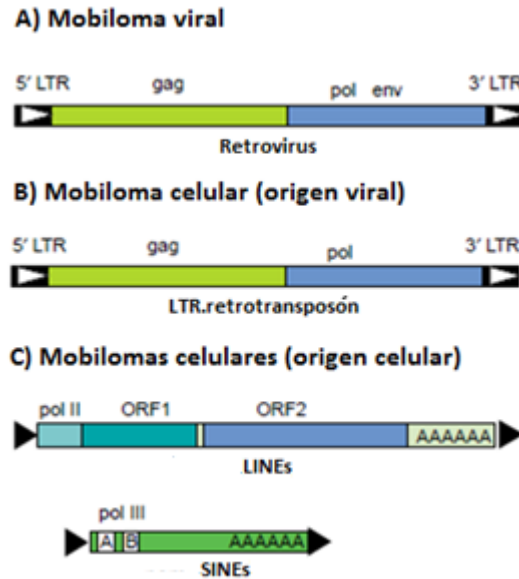 A) Mobiloma viral
5' LTR gag pol env 3' LTR
Retrovirus
B) Mobiloma celular (origen viral)
5' LTR gag pol 3' LTR
LTR.retrotransposón
C) Mobilomas celulares (origen celular)
pol II ORF1 ORF2
AAAAAA
LINEs
pol III
A B AAAAAA
SINEs